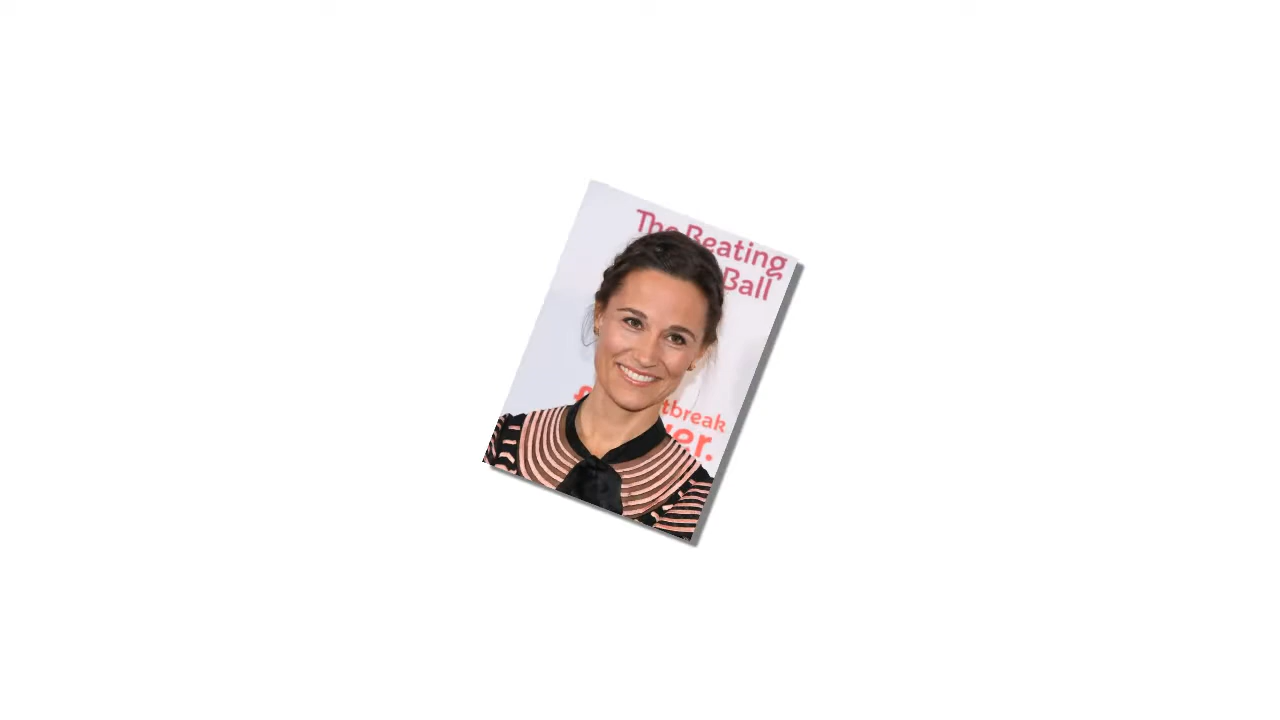 The Beating
Ball
f tbreak
er.